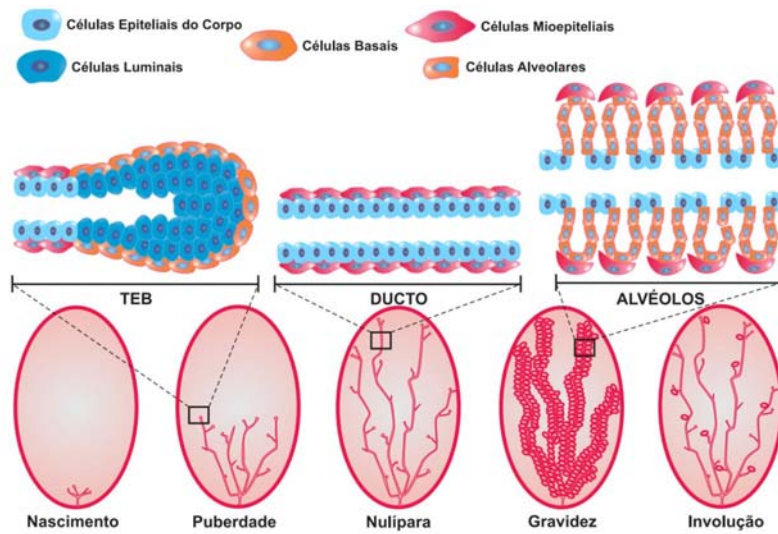 Células Epiteliais do Corpo
Células Luminais
Células Basais
Células Mioepiteliais
Células Alveolares
TEB
DUCTO
ALVÉOLOS
Nascimento
Puberdade
Nulípara
Gravidez
Involução